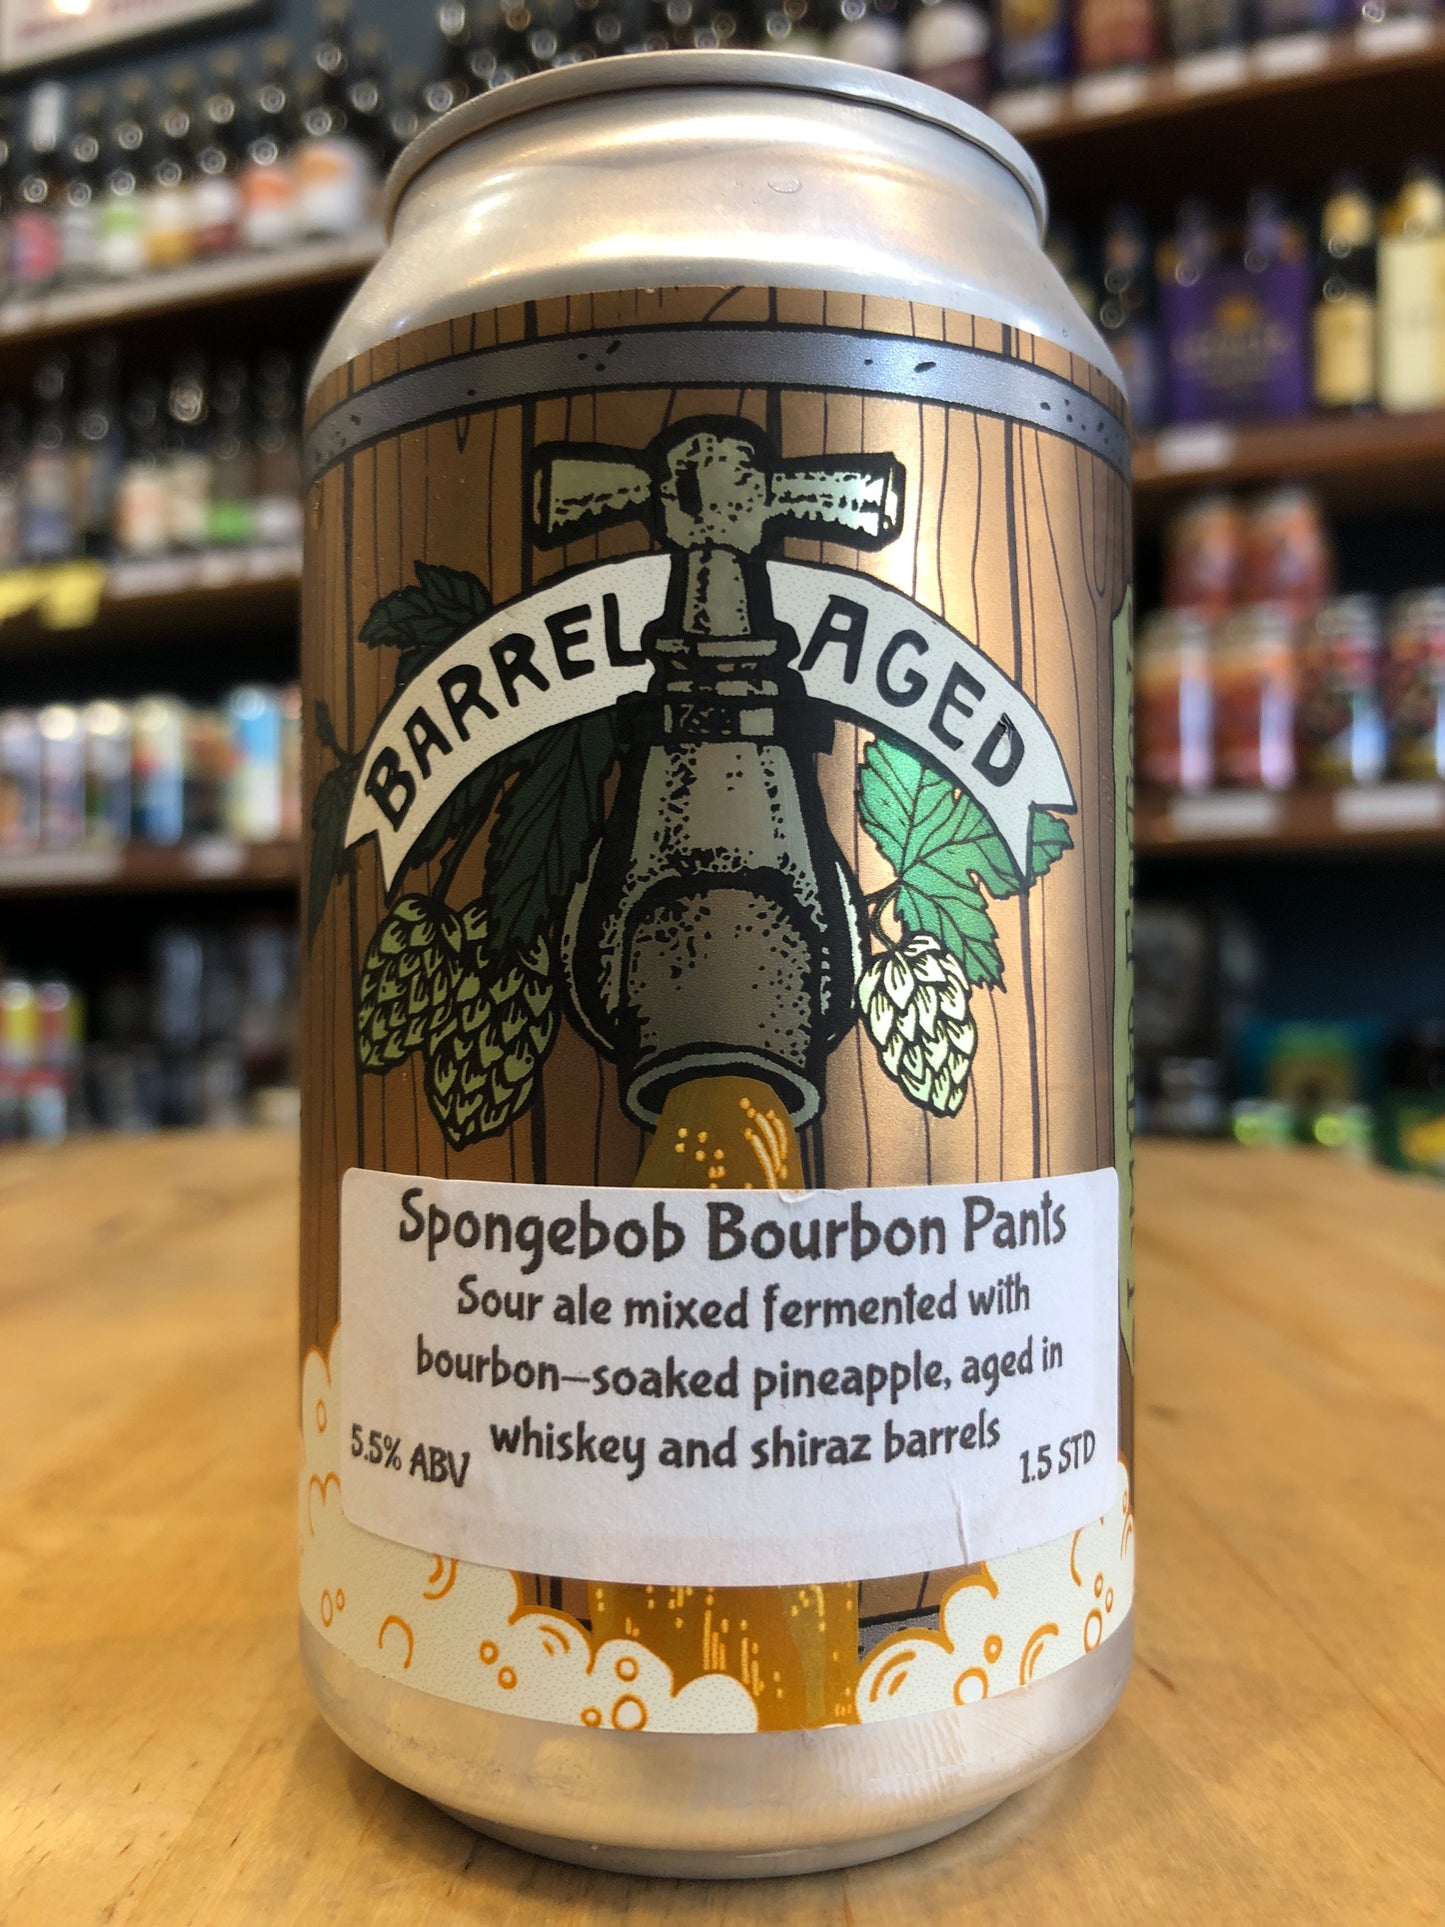 BARREL AGED
Spongebob Bourbon Pants
Sour ale mixed fermented with
bourbon–soaked pineapple, aged in
whiskey and shiraz barrels
5.5% ABV
1.5 STD